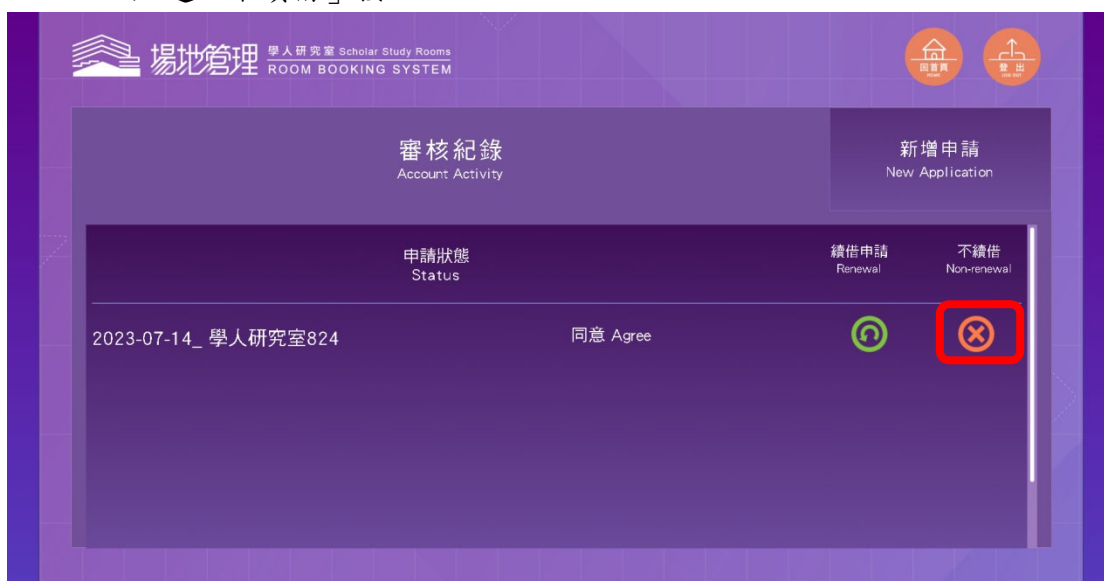 場地管理 學人研究室 Scholar Study Rooms
ROOM BOOKING SYSTEM
回首頁
HOME
登出
LOG OUT
審核紀錄
Account Activity
新增申請
New Application
申請狀態
Status
續借申請
Renewal
不續借
Non-renewal
2023-07-14_ 學人研究室824 同意 Agree